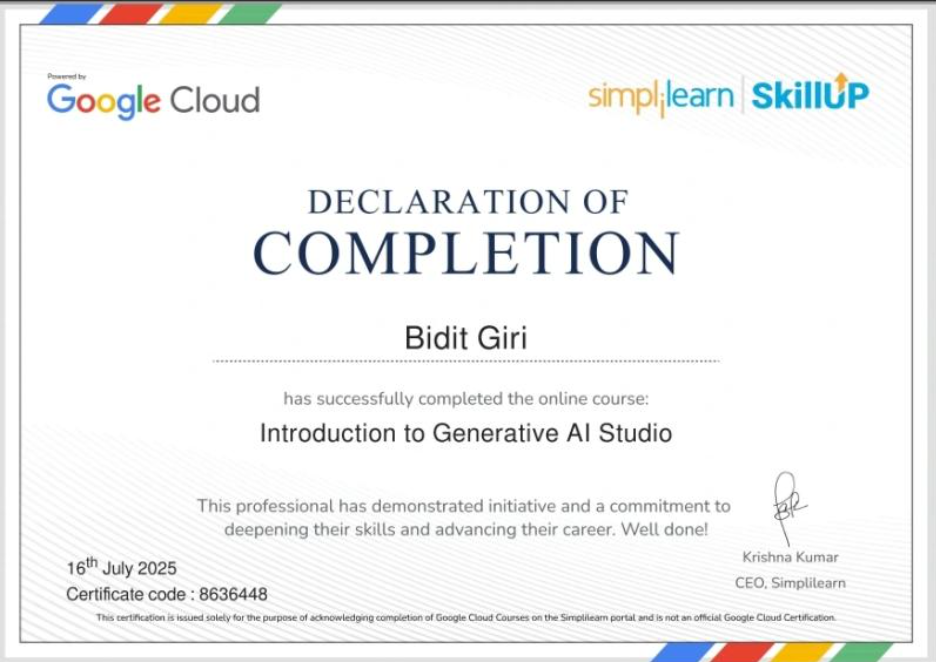 Powered by
Google Cloud
simplilearn | SkillUP
DECLARATION OF
COMPLETION
Bidit Giri
has successfully completed the online course:
Introduction to Generative AI Studio
This professional has demonstrated initiative and a commitment to
deepening their skills and advancing their career. Well done!
Krishna Kumar
CEO, Simplilearn
16th July 2025
Certificate code : 8636448
This certification is issued solely for the purpose of acknowledging completion of Google Cloud Courses on the Simplilearn portal and is not an official Google Cloud Certification.